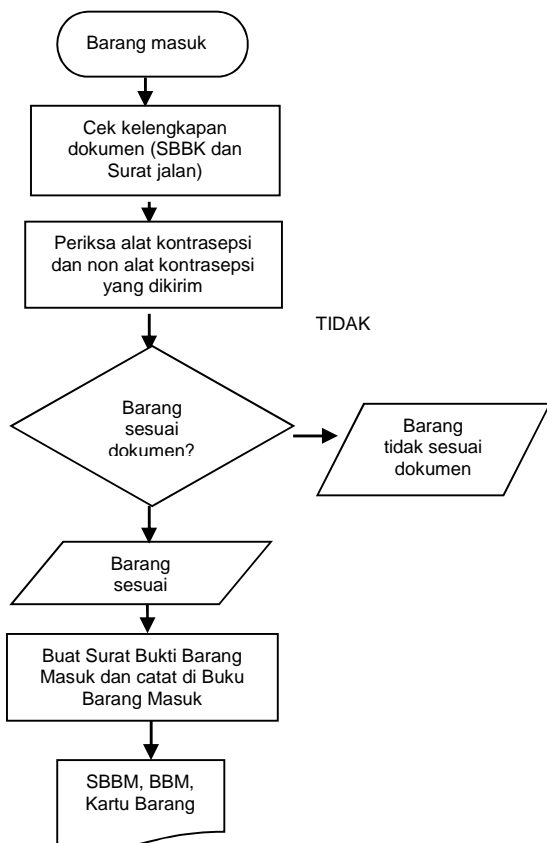 Barang masuk
Cek kelengkapan
dokumen (SBBK dan
Surat jalan)
Periksa alat kontrasepsi
dan non alat kontrasepsi
yang dikirim
TIDAK
Barang
sesuai
dokumen?
Barang
tidak sesuai
dokumen
Barang
sesuai
Buat Surat Bukti Barang
Masuk dan catat di Buku
Barang Masuk
SBBM, BBM,
Kartu Barang